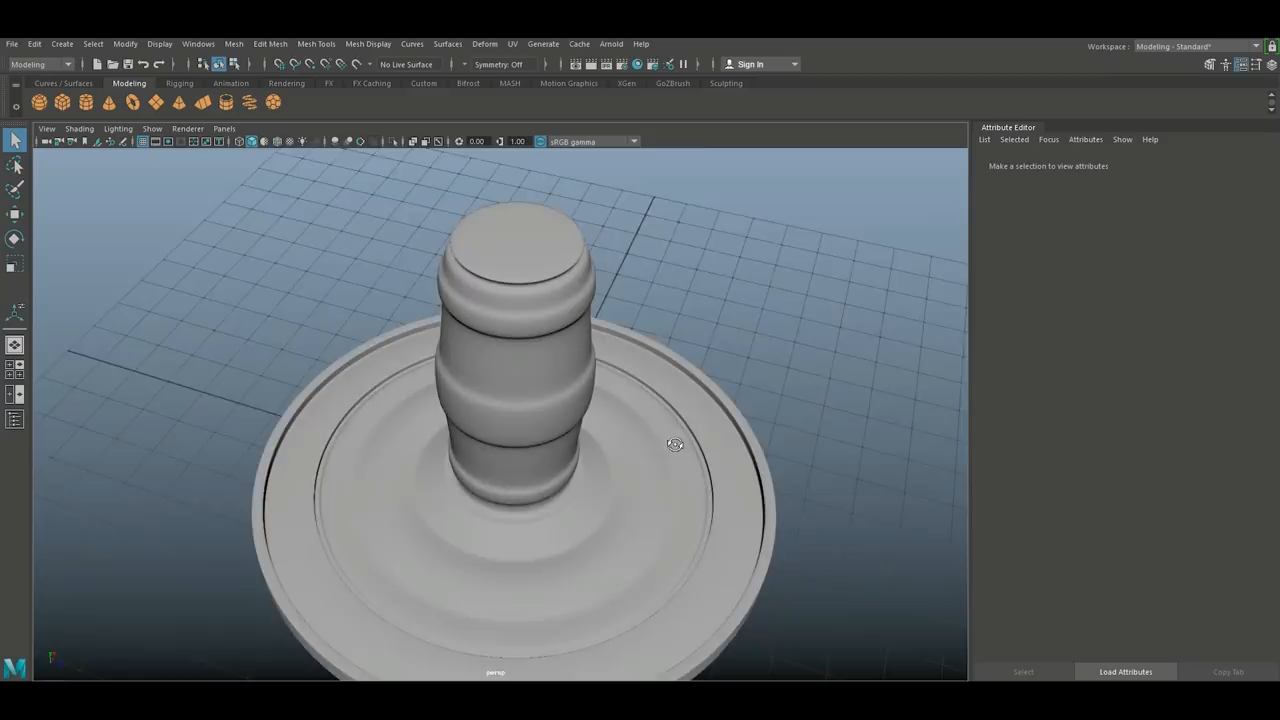 File Edit Create Select Modify Display Windows Mesh Edit Mesh Mesh Tools Mesh Display Curves Surfaces Deform UV Generate Cache Arnold Help Workspace : Modeling - Standard*
Modeling No Live Surface Symmetry: Off Sign In
Curves / Surfaces Modeling Rigging Animation Rendering FX FX Caching Custom Bifrost MASH Motion Graphics XGen GoZBrush Sculpting
View Shading Lighting Show Renderer Panels
0.00 1.00 sRGB gamma
Attribute Editor
List Selected Focus Attributes Show Help
Make a selection to view attributes
persp
Select Load Attributes Copy Tab